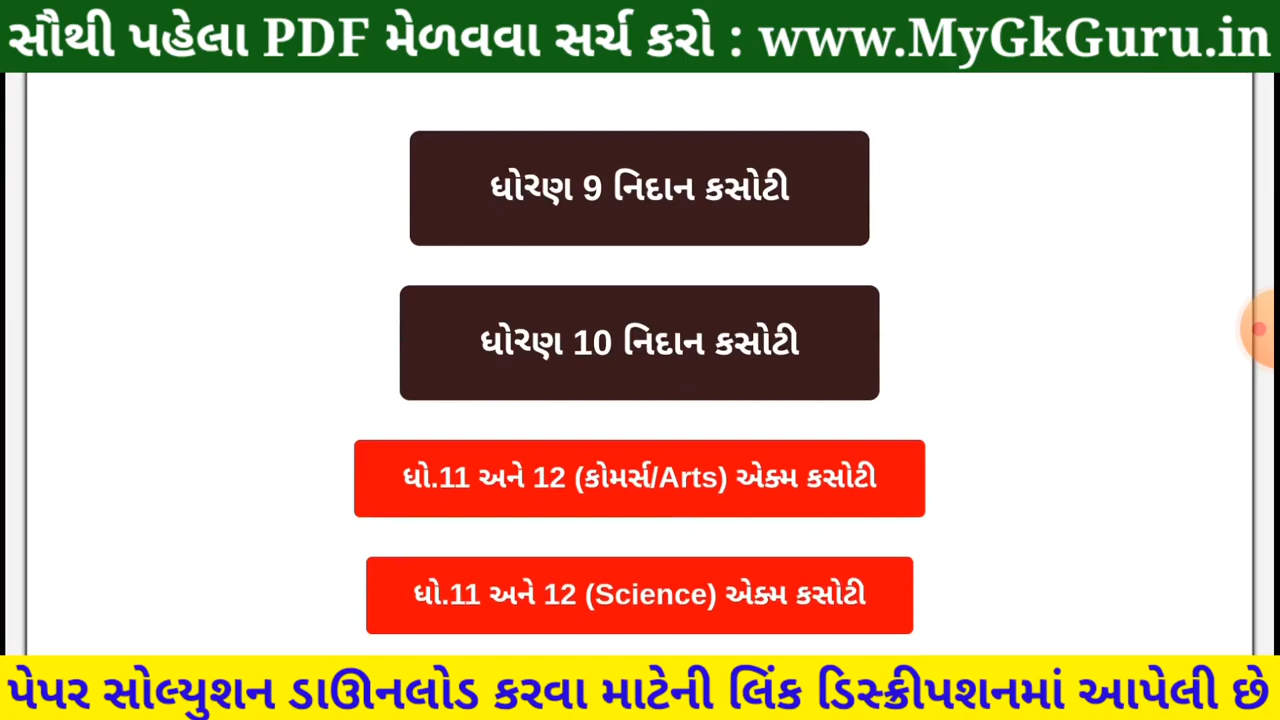 સૌથી પહેલા PDF મેળવવા સર્ચ કરો : www.MyGkGuru.in
ધોરણ 9 નિદાન કસોટી
ધોરણ 10 નિદાન કસોટી
ધો.11 અને 12 (કોમર્સ/Arts) એકમ કસોટી
ધો.11 અને 12 (Science) એકમ કસોટી
પેપર સોલ્યુશન ડાઊનલોડ કરવા માટેની લિંક ડિસ્ક્રીપશનમાં આપેલી છે